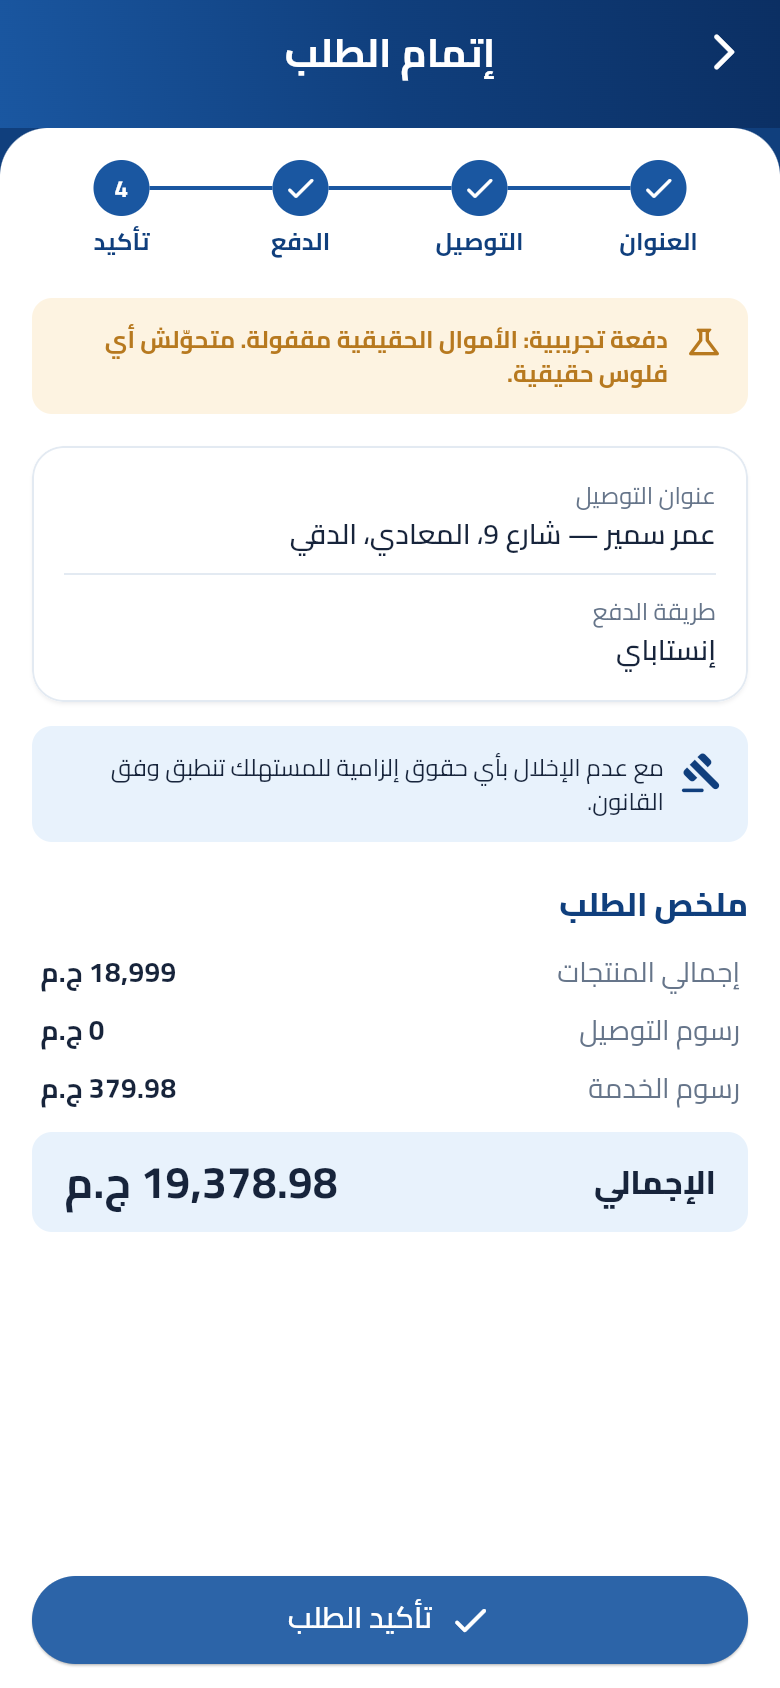 إتمام الطلب
العنوان
التوصيل
الدفع
4
تأكيد
دفعة تجريبية: الأموال الحقيقية مقفولة. متحوّلش أي
فلوس حقيقية.
عنوان التوصيل
عمر سمير — شارع 9، المعادي، الدقي
طريقة الدفع
إنستاباي
مع عدم الإخلال بأي حقوق إلزامية للمستهلك تنطبق وفق
القانون.
ملخص الطلب
إجمالي المنتجات 18,999 ج.م
رسوم التوصيل 0 ج.م
رسوم الخدمة 379.98 ج.م
الإجمالي 19,378.98 ج.م
تأكيد الطلب